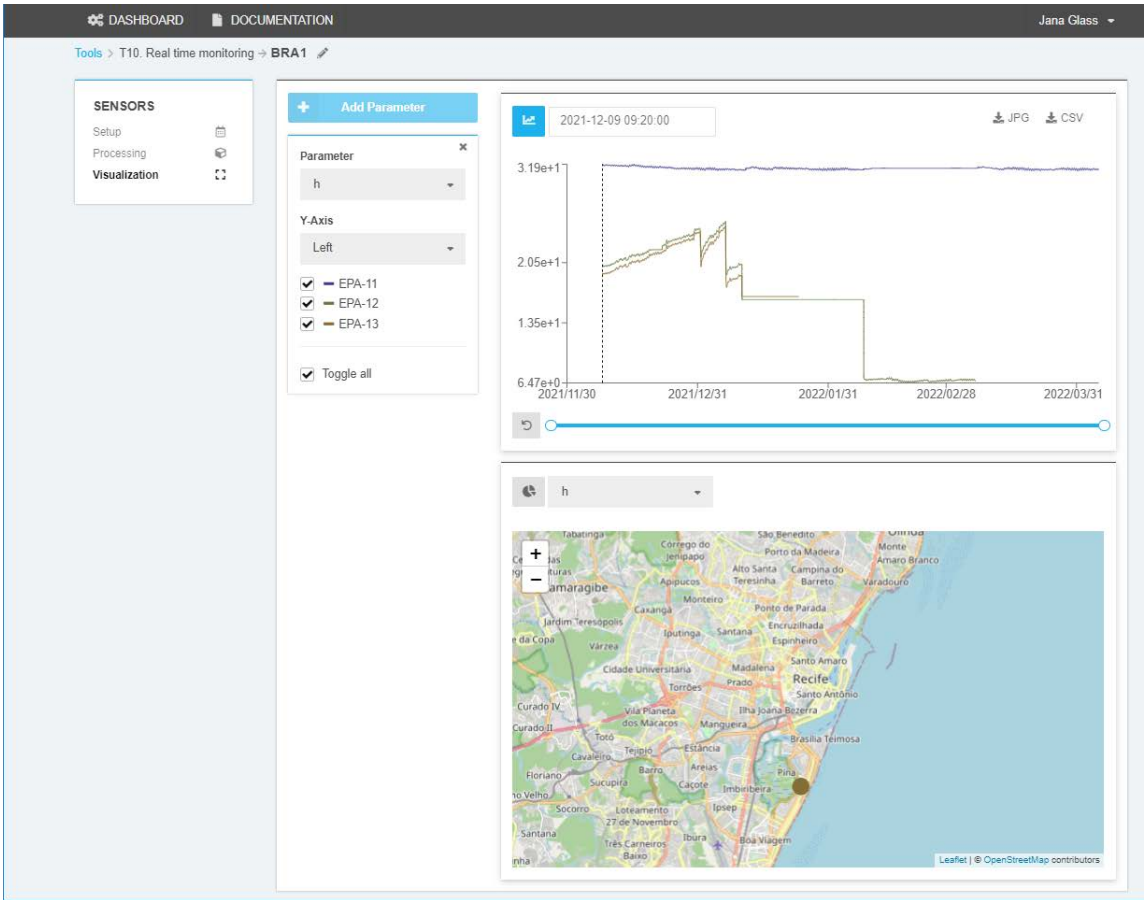 DASHBOARD DOCUMENTATION Jana Glass
Tools > T10. Real time monitoring → BRA1
SENSORS
Setup
Processing
Visualization
+ Add Parameter
×
Parameter
h
Y-Axis
Left
EPA-11
EPA-12
EPA-13
Toggle all
2021-12-09 09:20:00
JPG CSV
3.19e+1
2.05e+1
1.35e+1
6.47e+0
2021/11/30 2021/12/31 2022/01/31 2022/02/28 2022/03/31
h
+
−
Tabatinga
São Benedito
Olinda
Córrego do
Jenipapo
Porto da Madeira
Monte
Amaro Branco
Alto Santa
Teresinha
Campina do
Barreto
Varadouro
amaragibe
Apipucos
Monteiro
Caxangá
Ponto de Parada
Jardim Teresópolis
Iputinga
Santana
Encruzilhada
Espinheiro
e da Copa
Várzea
Santo Amaro
Cidade Universitária
Madalena
Recife
Torrões
Prado
Santo Antônio
Curado IV
Vila Planeta
dos Macacos
Ilha Joana Bezerra
Curado II
Mangueira
Totó
Brasília Teimosa
Tejipió
Estância
Cavaleiro
Barro
Areias
Pina
Floriano
Sucupira
Caçote
Imbiribeira
no Velho
Socorro
Loteamento
27 de Novembro
Ipsep
Santana
Ibura
Boa Viagem
Três Carneiros
Baixo
nha
Leaflet | © OpenStreetMap contributors